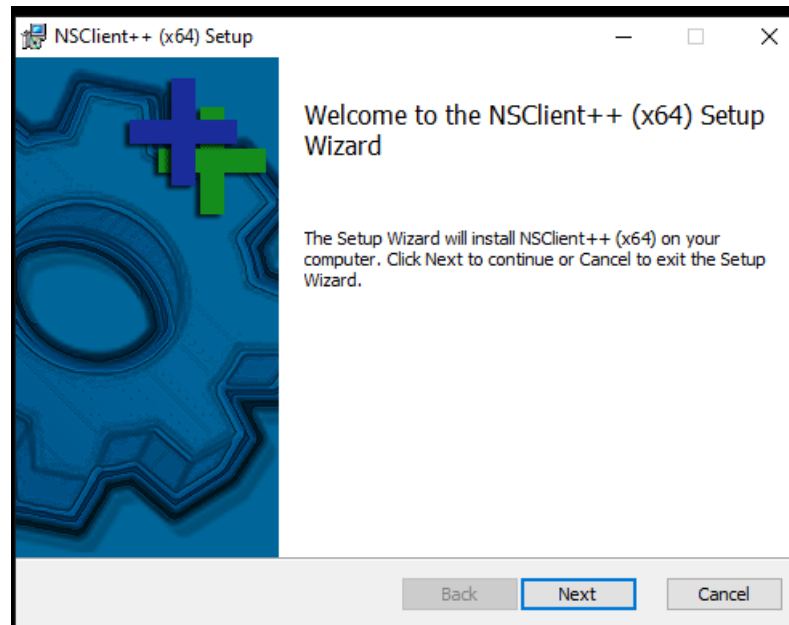 NSClient++ (x64) Setup
Welcome to the NSClient++ (x64) Setup
Wizard
The Setup Wizard will install NSClient++ (x64) on your
computer. Click Next to continue or Cancel to exit the Setup
Wizard.
Back Next Cancel